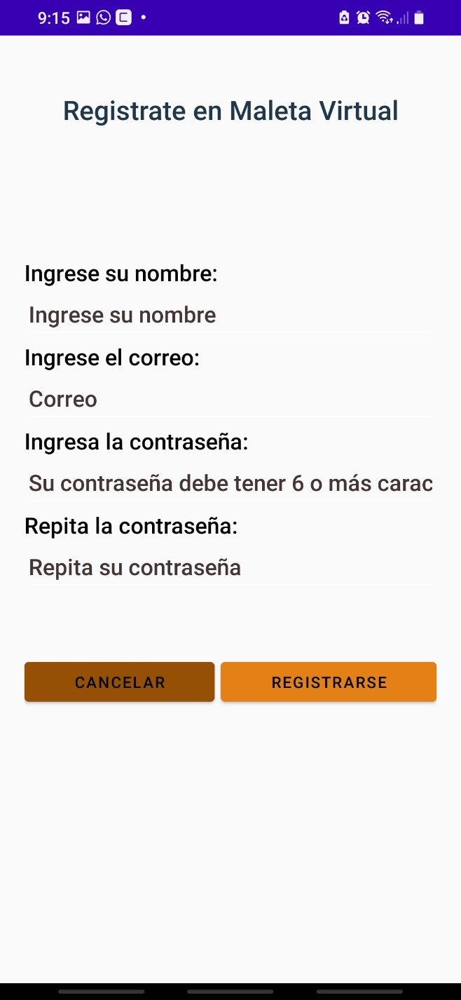 9:15
Registrate en Maleta Virtual
Ingrese su nombre:
Ingrese su nombre
Ingrese el correo:
Correo
Ingresa la contraseña:
Su contraseña debe tener 6 o más carac
Repita la contraseña:
Repita su contraseña
CANCELAR REGISTRARSE